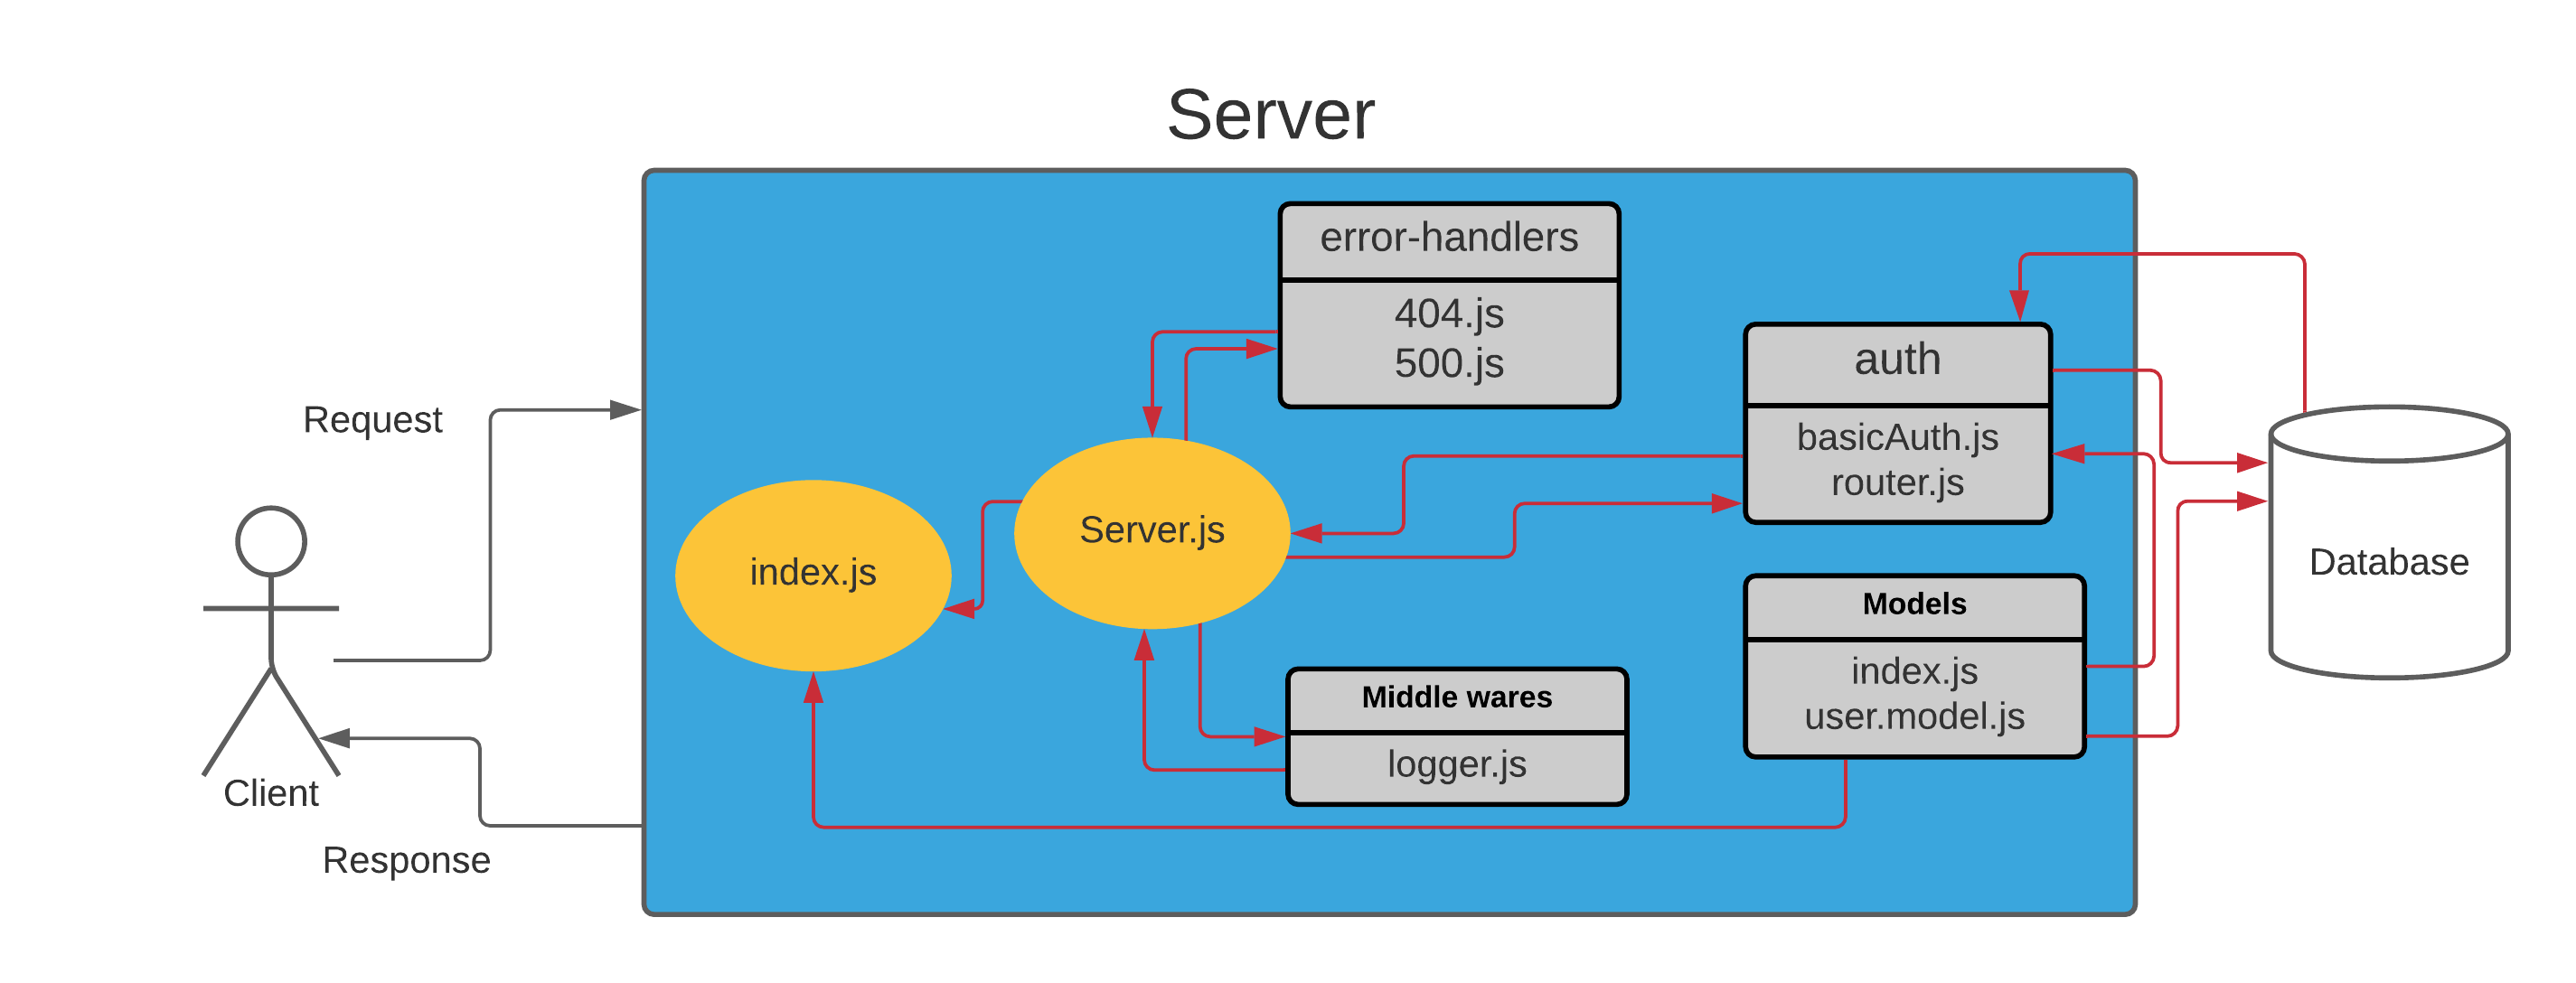 Server
error-handlers
404.js
500.js
auth
basicAuth.js
router.js
Request
Server.js
index.js
Database
Models
index.js
user.model.js
Middle wares
logger.js
Client
Response